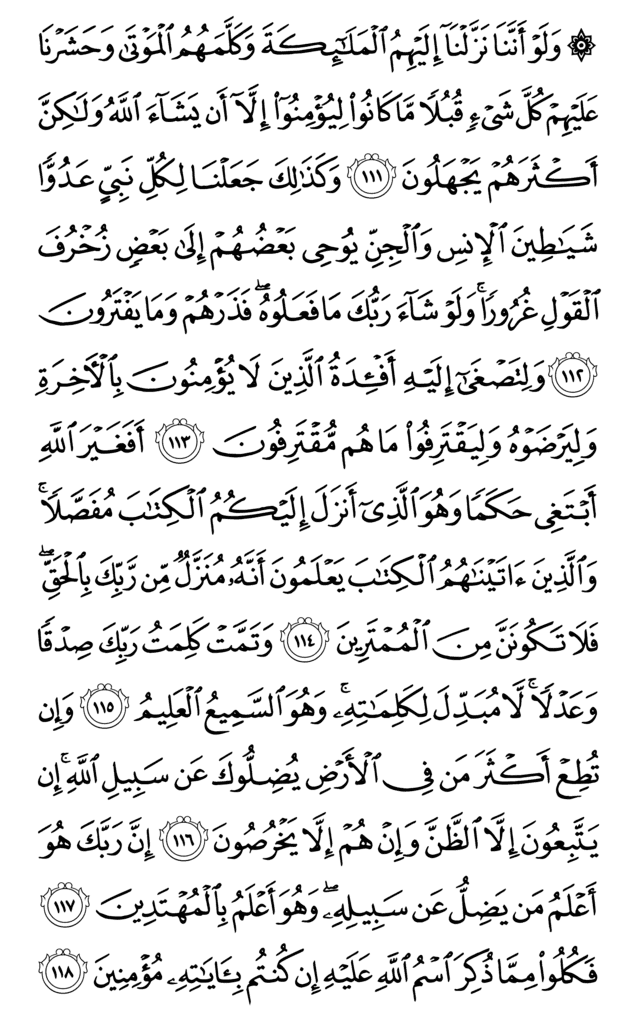 ۞ وَلَوۡ أَنَّنَا نَزَّلۡنَآ إِلَيۡهِمُ ٱلۡمَلَٰٓئِكَةَ وَكَلَّمَهُمُ ٱلۡمَوۡتَىٰ وَحَشَرۡنَا
عَلَيۡهِمۡ كُلَّ شَيۡءٖ قُبُلٗا مَّا كَانُواْ لِيُؤۡمِنُوٓاْ إِلَّآ أَن يَشَآءَ ٱللَّهُ وَلَٰكِنَّ
أَكۡثَرَهُمۡ يَجۡهَلُونَ ١١١ وَكَذَٰلِكَ جَعَلۡنَا لِكُلِّ نَبِيٍّ عَدُوّٗا
شَيَٰطِينَ ٱلۡإِنسِ وَٱلۡجِنِّ يُوحِي بَعۡضُهُمۡ إِلَىٰ بَعۡضٖ زُخۡرُفَ
ٱلۡقَوۡلِ غُرُورٗاۚ وَلَوۡ شَآءَ رَبُّكَ مَا فَعَلُوهُۖ فَذَرۡهُمۡ وَمَا يَفۡتَرُونَ
١١٢ وَلِتَصۡغَىٰٓ إِلَيۡهِ أَفۡـِٔدَةُ ٱلَّذِينَ لَا يُؤۡمِنُونَ بِٱلۡأٓخِرَةِ
وَلِيَرۡضَوۡهُ وَلِيَقۡتَرِفُواْ مَا هُم مُّقۡتَرِفُونَ ١١٣ أَفَغَيۡرَ ٱللَّهِ
أَبۡتَغِي حَكَمٗا وَهُوَ ٱلَّذِيٓ أَنزَلَ إِلَيۡكُمُ ٱلۡكِتَٰبَ مُفَصَّلٗاۚ
وَٱلَّذِينَ ءَاتَيۡنَٰهُمُ ٱلۡكِتَٰبَ يَعۡلَمُونَ أَنَّهُۥ مُنَزَّلٞ مِّن رَّبِّكَ بِٱلۡحَقِّۖ
فَلَا تَكُونَنَّ مِنَ ٱلۡمُمۡتَرِينَ ١١٤ وَتَمَّتۡ كَلِمَتُ رَبِّكَ صِدۡقٗا
وَعَدۡلٗاۚ لَّا مُبَدِّلَ لِكَلِمَٰتِهِۦۚ وَهُوَ ٱلسَّمِيعُ ٱلۡعَلِيمُ ١١٥ وَإِن
تُطِعۡ أَكۡثَرَ مَن فِي ٱلۡأَرۡضِ يُضِلُّوكَ عَن سَبِيلِ ٱللَّهِۚ إِن
يَتَّبِعُونَ إِلَّا ٱلظَّنَّ وَإِنۡ هُمۡ إِلَّا يَخۡرُصُونَ ١١٦ إِنَّ رَبَّكَ هُوَ
أَعۡلَمُ مَن يَضِلُّ عَن سَبِيلِهِۦۖ وَهُوَ أَعۡلَمُ بِٱلۡمُهۡتَدِينَ ١١٧
فَكُلُواْ مِمَّا ذُكِرَ ٱسۡمُ ٱللَّهِ عَلَيۡهِ إِن كُنتُم بِـَٔايَٰتِهِۦ مُؤۡمِنِينَ ١١٨